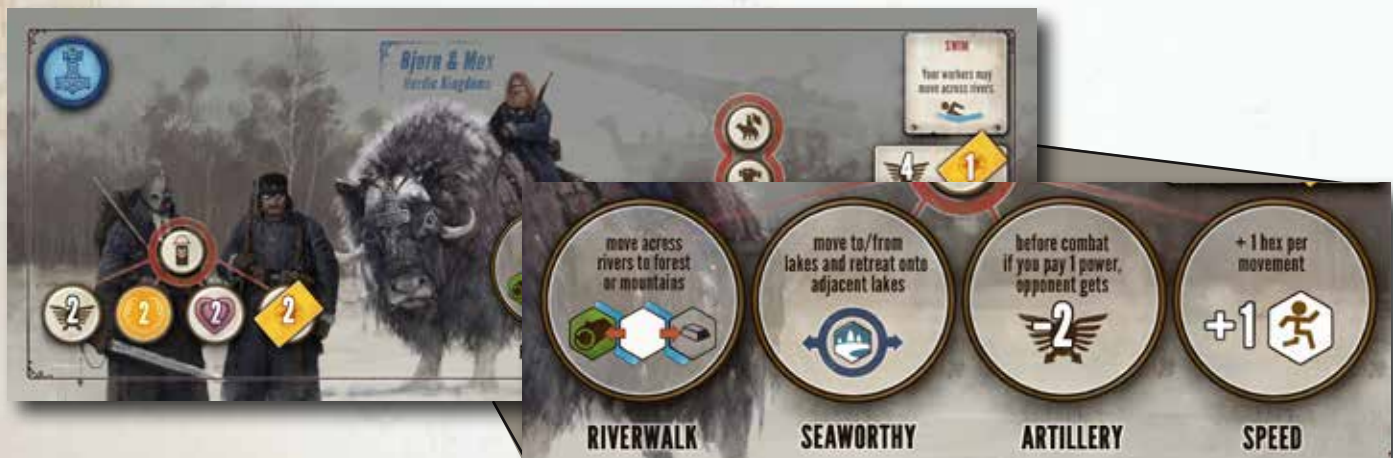 Bjorn & Mox
Nordic Kingdoms
SWIM
Your workers may
move across rivers.
4 1
2 2 2 2
move across
rivers to forest
or mountains
RIVERWALK
move to/from
lakes and retreat onto
adjacent lakes
SEAWORTHY
before combat
if you pay 1 power,
opponent gets
-2
ARTILLERY
+ 1 hex per
movement
+1
SPEED